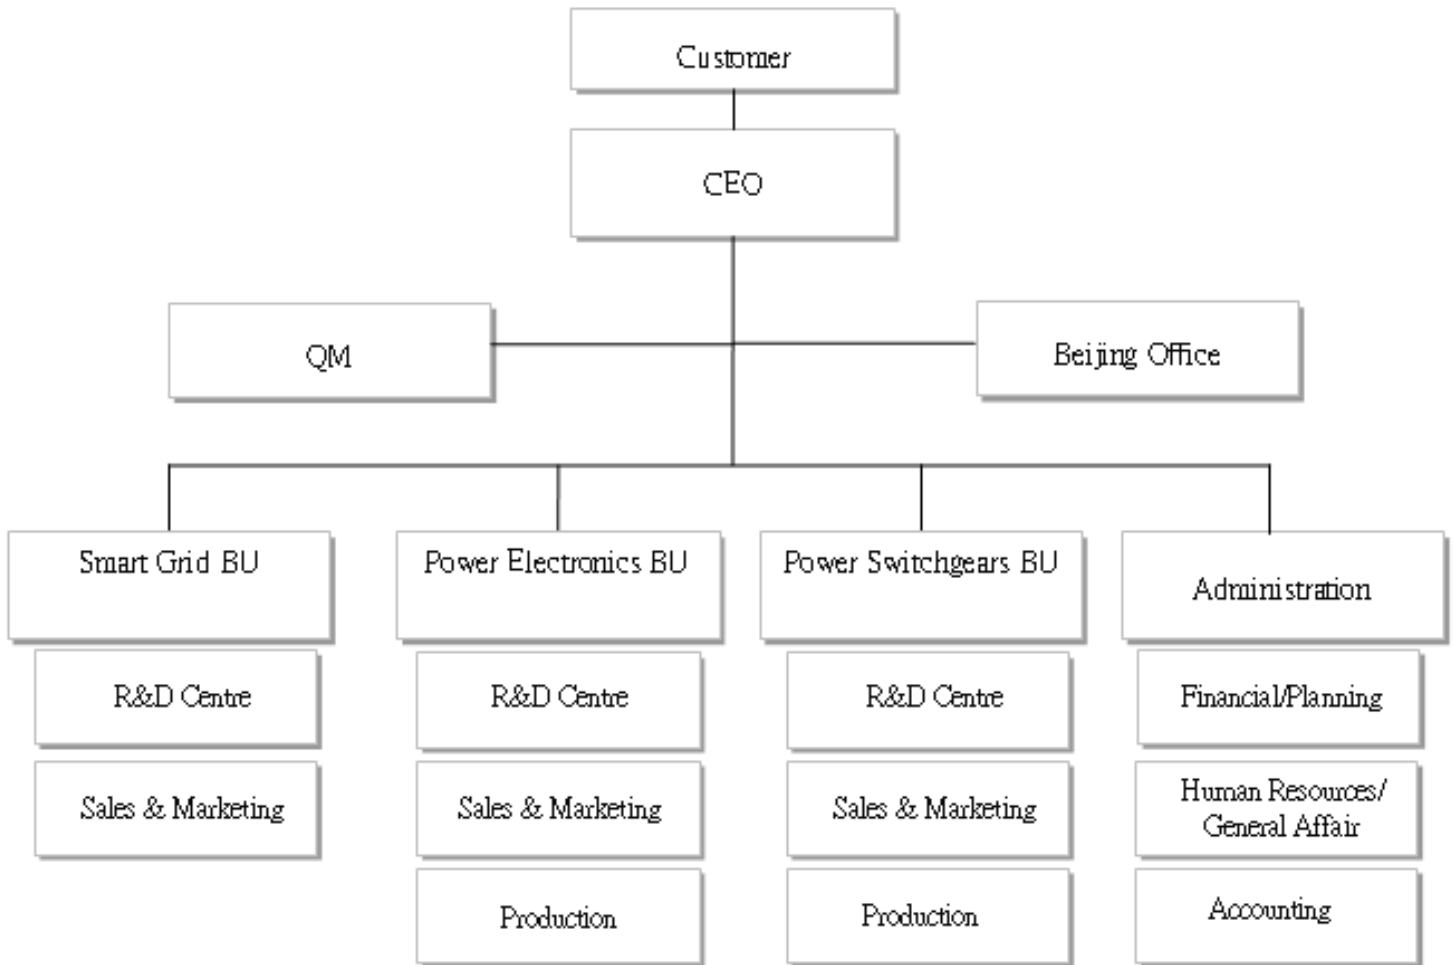 Customer
CEO
QM
Beijing Office
Smart Grid BU
Power Electronics BU
Power Switchgears BU
Administration
R&D Centre
R&D Centre
R&D Centre
Financial/Planning
Sales & Marketing
Sales & Marketing
Sales & Marketing
Human Resources/
General Affair
Production
Production
Accounting